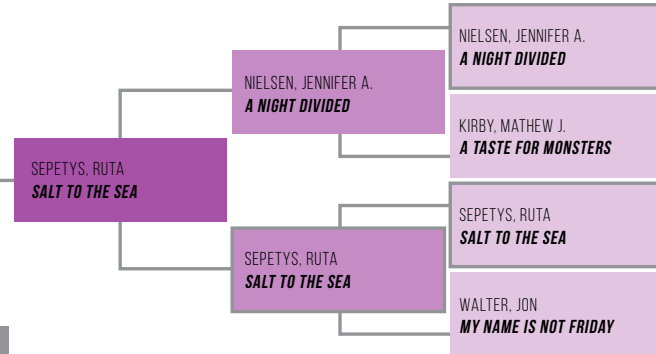 NIELSEN, JENNIFER A.
A NIGHT DIVIDED
KIRBY, MATHEW J.
A TASTE FOR MONSTERS
SEPETYS, RUTA
SALT TO THE SEA
WALTER, JON
MY NAME IS NOT FRIDAY
NIELSEN, JENNIFER A.
A NIGHT DIVIDED
SEPETYS, RUTA
SALT TO THE SEA
SEPETYS, RUTA
SALT TO THE SEA